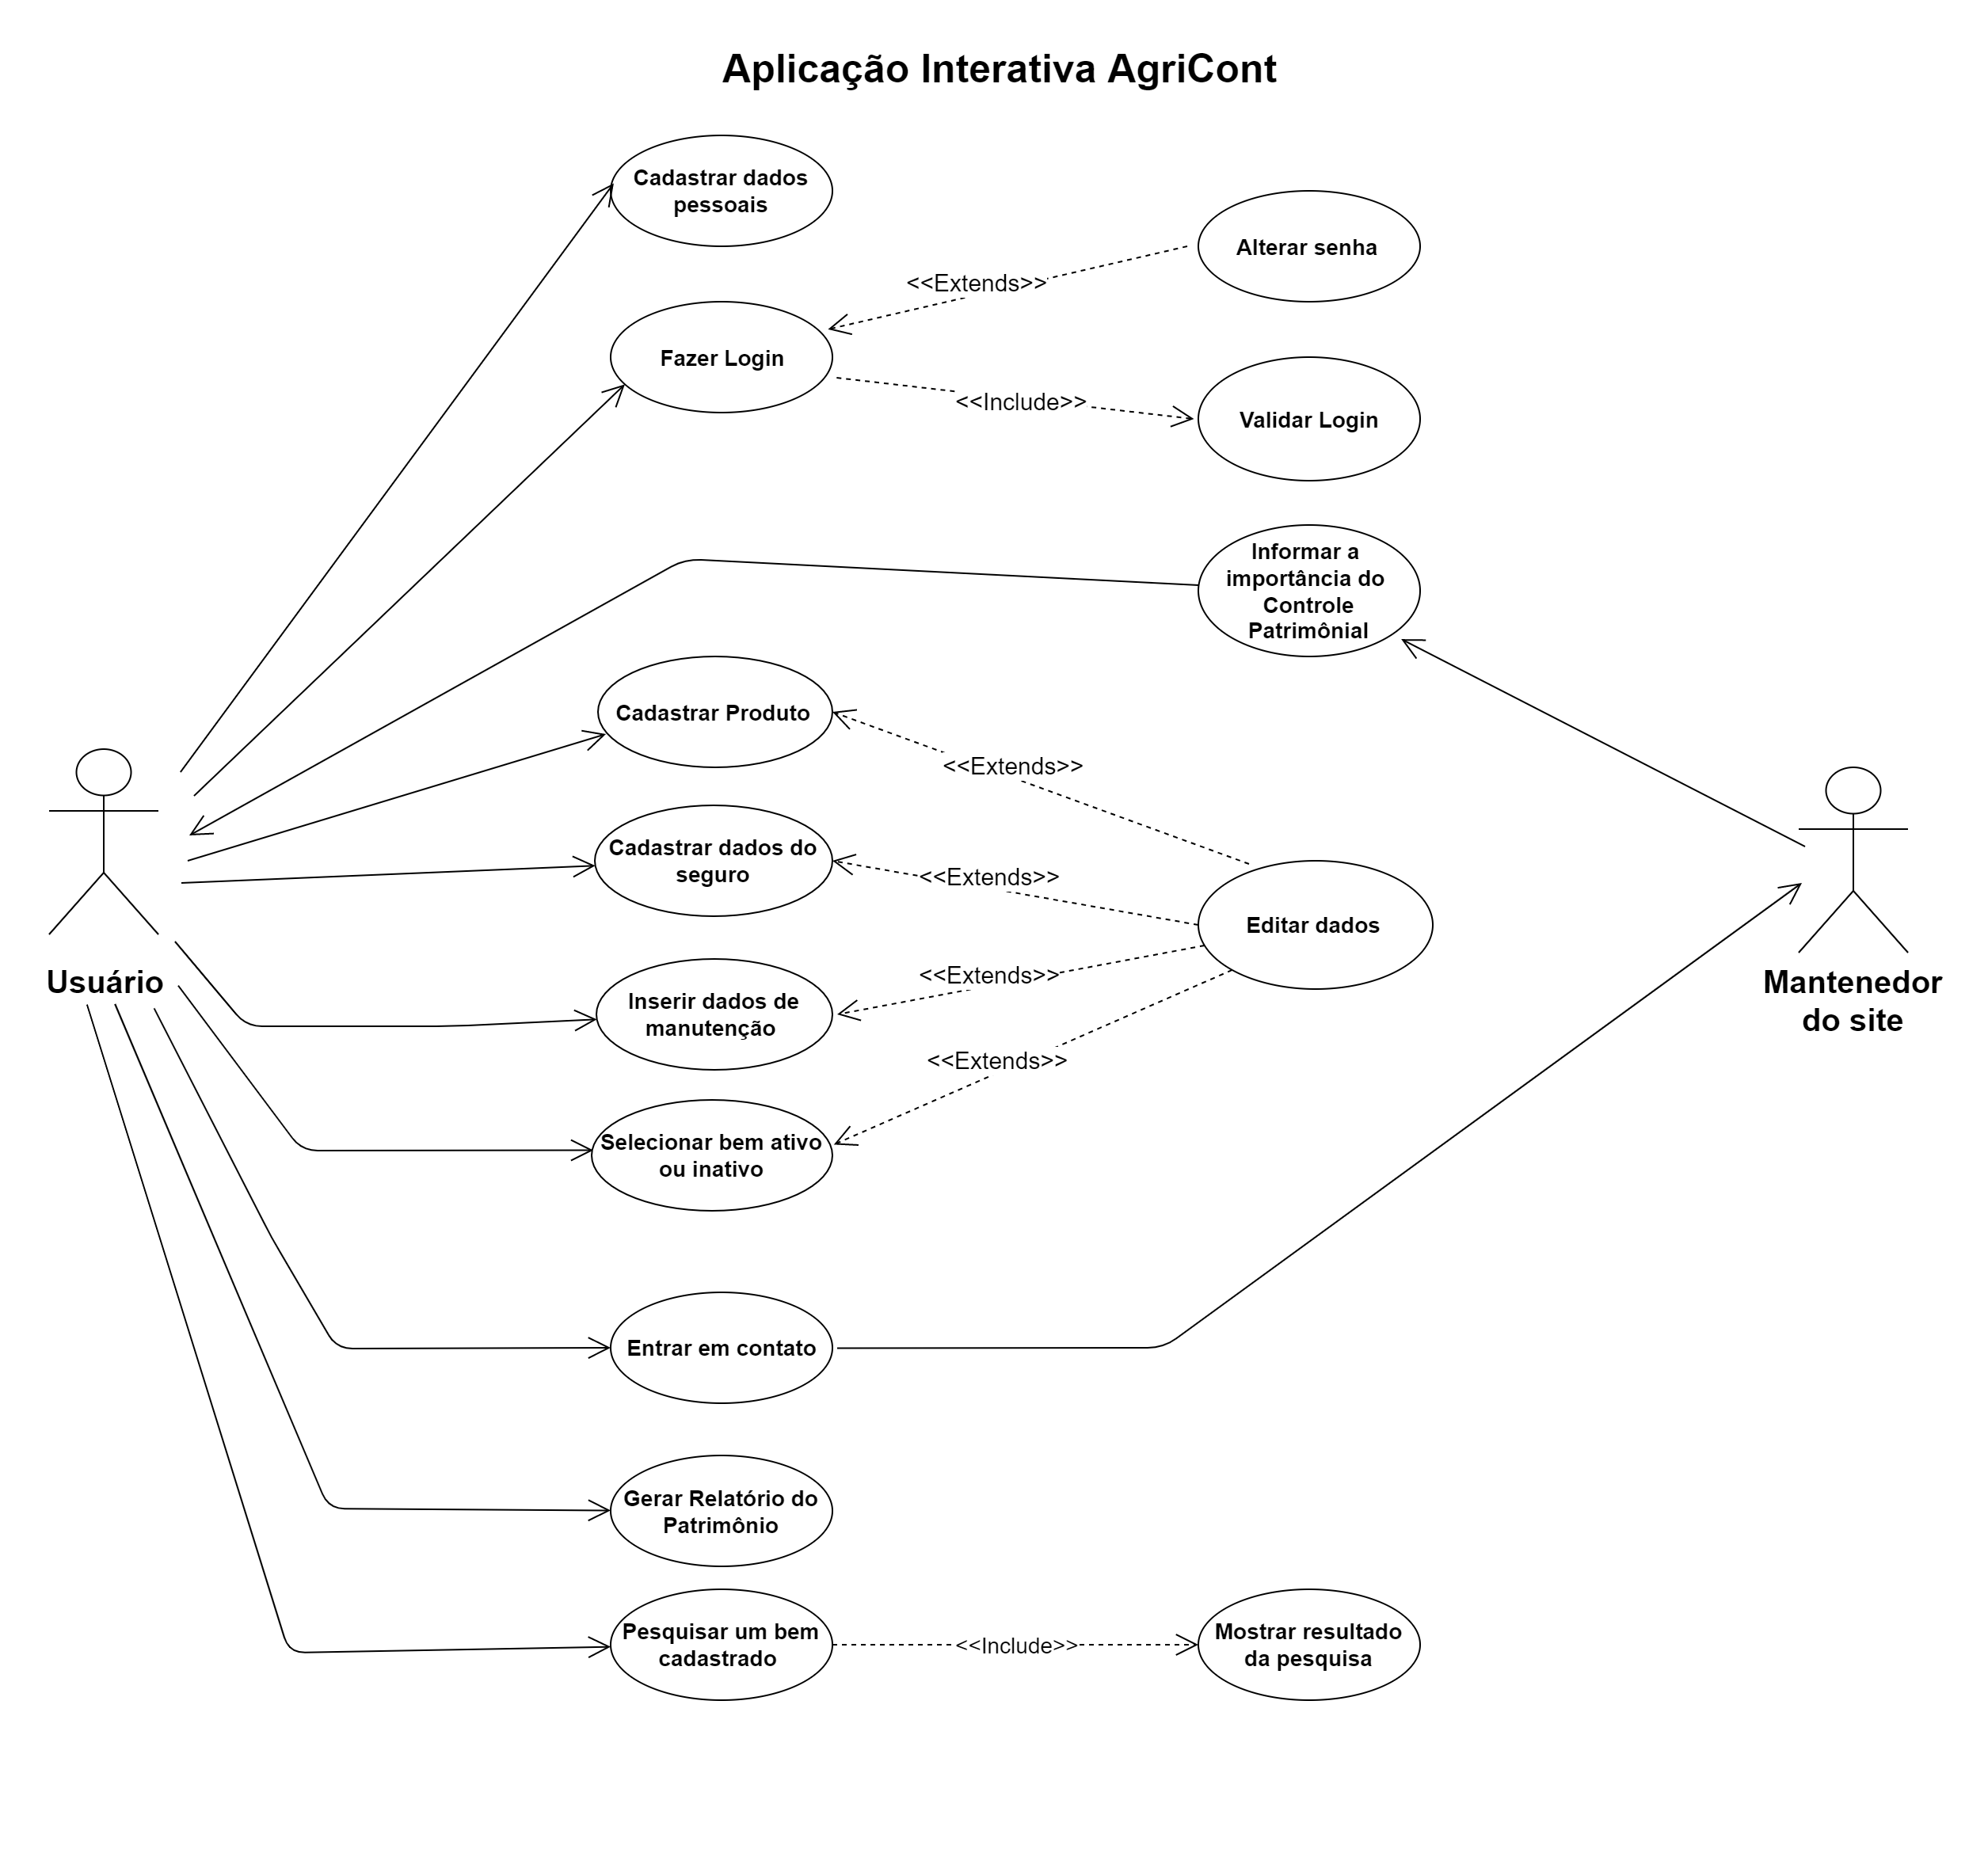 Aplicação Interativa AgriCont
Cadastrar dados
pessoais
Alterar senha
<<Extends>>
Fazer Login
<<Include>>
Validar Login
Informar a
importância do
Controle
Patrimônial
Cadastrar Produto
<<Extends>>
Cadastrar dados do
seguro
<<Extends>>
Editar dados
<<Extends>>
Usuário
Mantenedor
do site
Inserir dados de
manutenção
<<Extends>>
Selecionar bem ativo
ou inativo
Entrar em contato
Gerar Relatório do
Patrimônio
Pesquisar um bem
cadastrado
<<Include>>
Mostrar resultado
da pesquisa